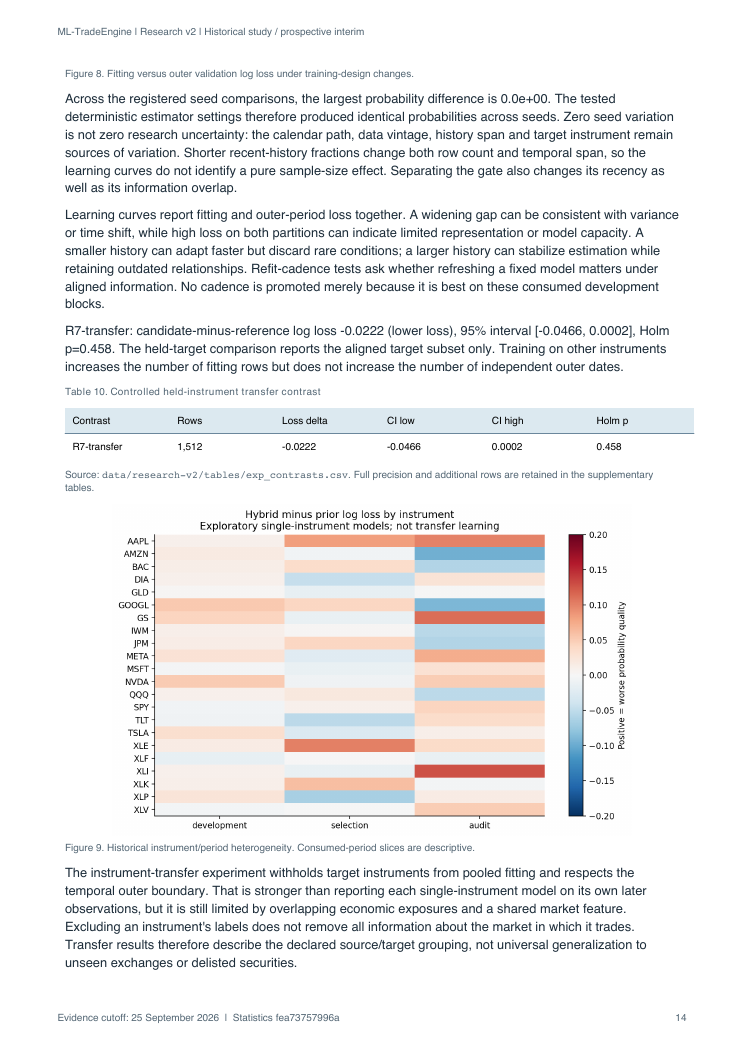 ML-TradeEngine | Research v2 | Historical study / prospective interim
Figure 8. Fitting versus outer validation log loss under training-design changes.
Across the registered seed comparisons, the largest probability difference is 0.0e+00. The tested
deterministic estimator settings therefore produced identical probabilities across seeds. Zero seed variation
is not zero research uncertainty: the calendar path, data vintage, history span and target instrument remain
sources of variation. Shorter recent-history fractions change both row count and temporal span, so the
learning curves do not identify a pure sample-size effect. Separating the gate also changes its recency as
well as its information overlap.
Learning curves report fitting and outer-period loss together. A widening gap can be consistent with variance
or time shift, while high loss on both partitions can indicate limited representation or model capacity. A
smaller history can adapt faster but discard rare conditions; a larger history can stabilize estimation while
retaining outdated relationships. Refit-cadence tests ask whether refreshing a fixed model matters under
aligned information. No cadence is promoted merely because it is best on these consumed development
blocks.
R7-transfer: candidate-minus-reference log loss -0.0222 (lower loss), 95% interval [-0.0466, 0.0002], Holm
p=0.458. The held-target comparison reports the aligned target subset only. Training on other instruments
increases the number of fitting rows but does not increase the number of independent outer dates.
Table 10. Controlled held-instrument transfer contrast
Contrast Rows Loss delta CI low CI high Holm p
R7-transfer 1,512 -0.0222 -0.0466 0.0002 0.458
Source: data/research-v2/tables/exp_contrasts.csv. Full precision and additional rows are retained in the supplementary
tables.
Hybrid minus prior log loss by instrument
Exploratory single-instrument models; not transfer learning
AAPL
AMZN
BAC
DIA
GLD
GOOGL
GS
IWM
JPM
META
MSFT
NVDA
QQQ
SPY
TLT
TSLA
XLE
XLF
XLI
XLK
XLP
XLV
development selection audit
0.20
0.15
0.10
0.05
0.00
−0.05
−0.10
−0.15
−0.20
Positive = worse probability quality
Figure 9. Historical instrument/period heterogeneity. Consumed-period slices are descriptive.
The instrument-transfer experiment withholds target instruments from pooled fitting and respects the
temporal outer boundary. That is stronger than reporting each single-instrument model on its own later
observations, but it is still limited by overlapping economic exposures and a shared market feature.
Excluding an instrument's labels does not remove all information about the market in which it trades.
Transfer results therefore describe the declared source/target grouping, not universal generalization to
unseen exchanges or delisted securities.
Evidence cutoff: 25 September 2026 | Statistics fea73757996a
14